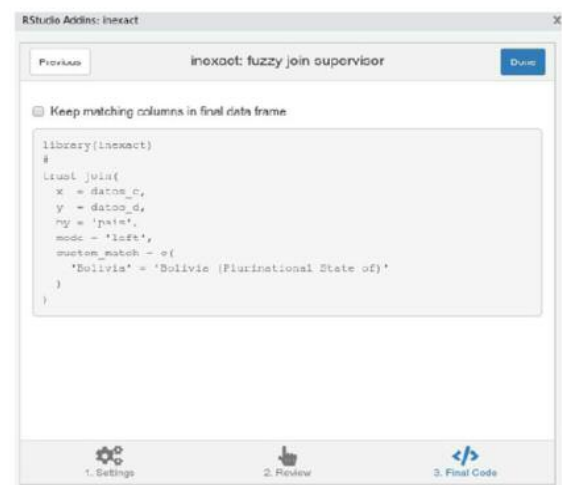 RStudio Addins: inexact
Previous
inexact: fuzzy join supervisor
Done
Keep matching columns in final data frame
library(inexact)
#
inexact_join(
x = datos_c,
y = datos_d,
by = 'pais',
mode = 'left',
custom_match = c(
'Bolivia' = 'Bolivia (Plurinational State of)'
)
)
1. Settings
2. Review
3. Final Code